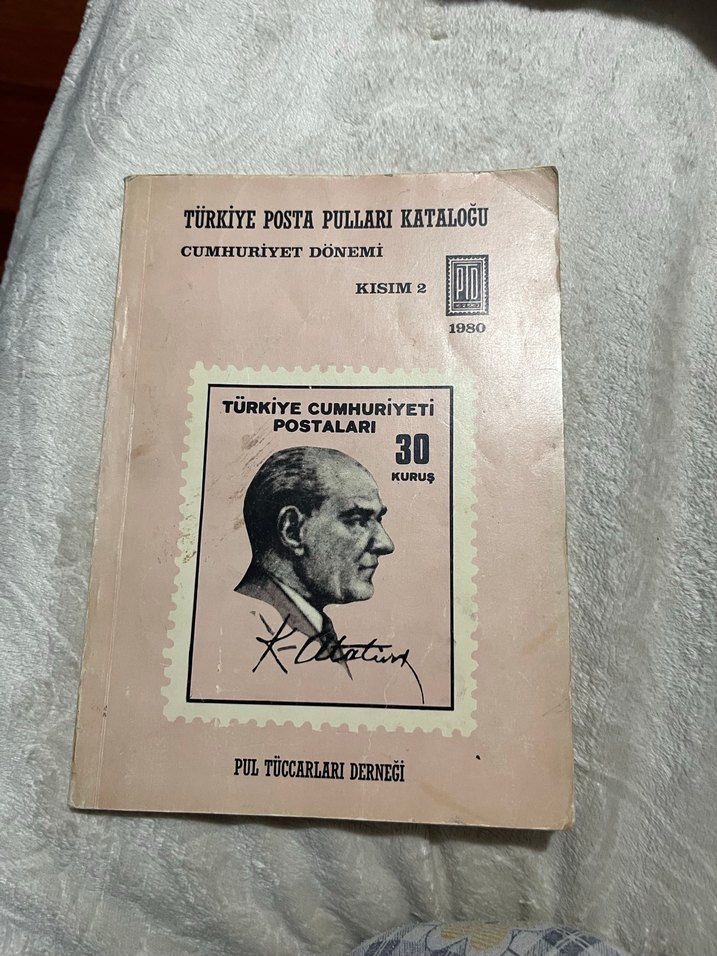 TÜRKİYE POSTA PULLARI KATALOĞU
CUMHURİYET DÖNEMİ
KISIM 2
PTD
1980
TÜRKİYE CUMHURİYETİ
POSTALARI
30
KURUŞ
K. Atatürk
PUL TÜCCARLARI DERNEĞİ